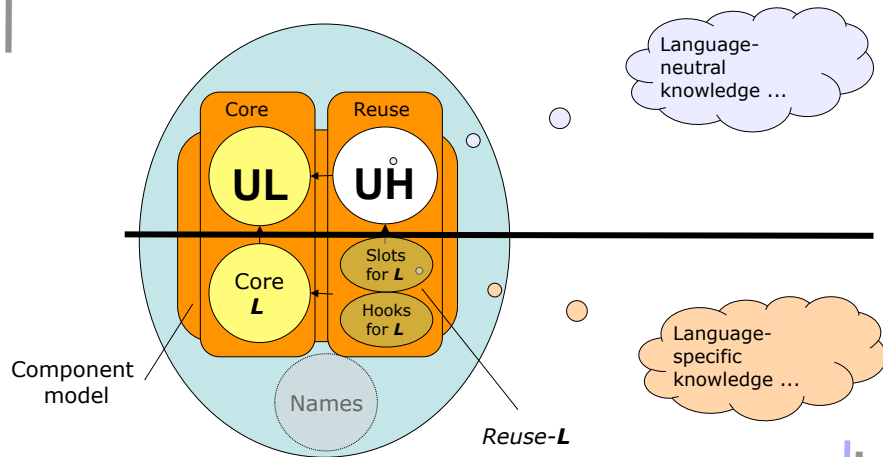 Language-
neutral
knowledge ...
Core
Reuse
UL
UH
Slots
for L
Core
L
Hooks
for L
Language-
specific
knowledge ...
Component
model
Names
Reuse-L